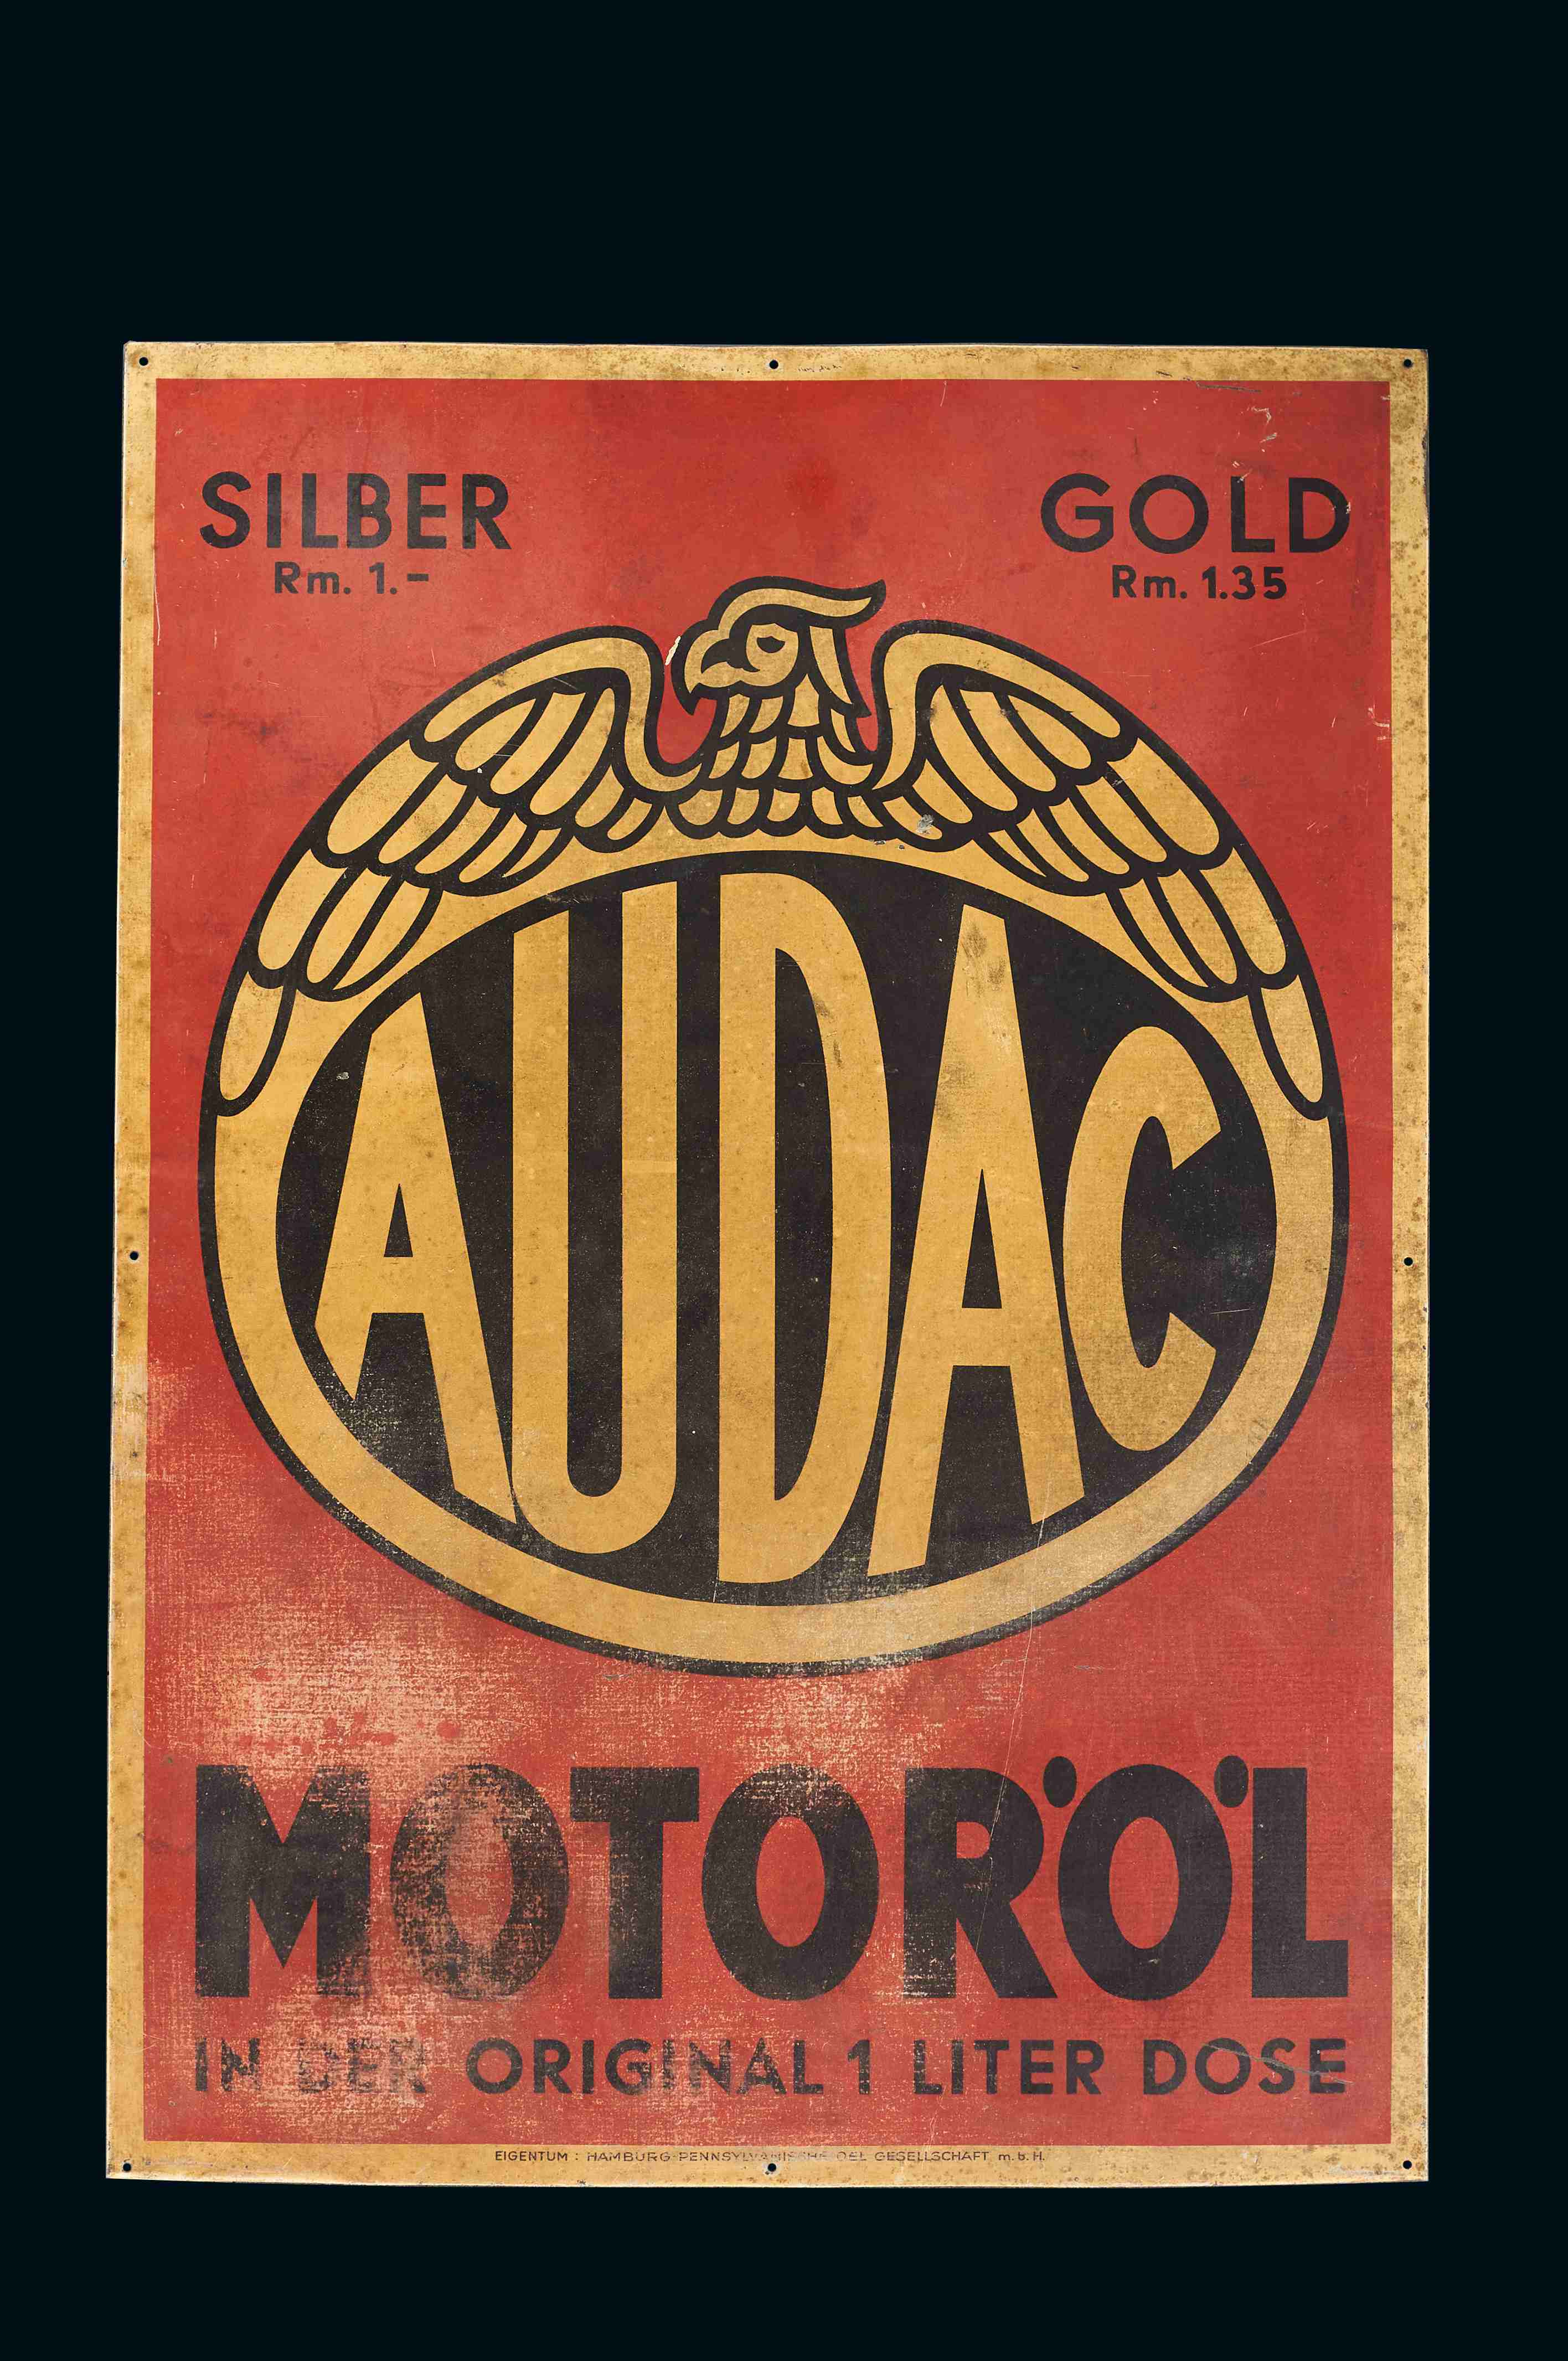 SILBER
Rm. 1.-
GOLD
Rm. 1.35
AUDAC
MOTORÖL
IN DER ORIGINAL 1 LITER DOSE
EIGENTUM : HAMBURG-PENNSYLVANISCHE OEL GESELLSCHAFT m.b.H.